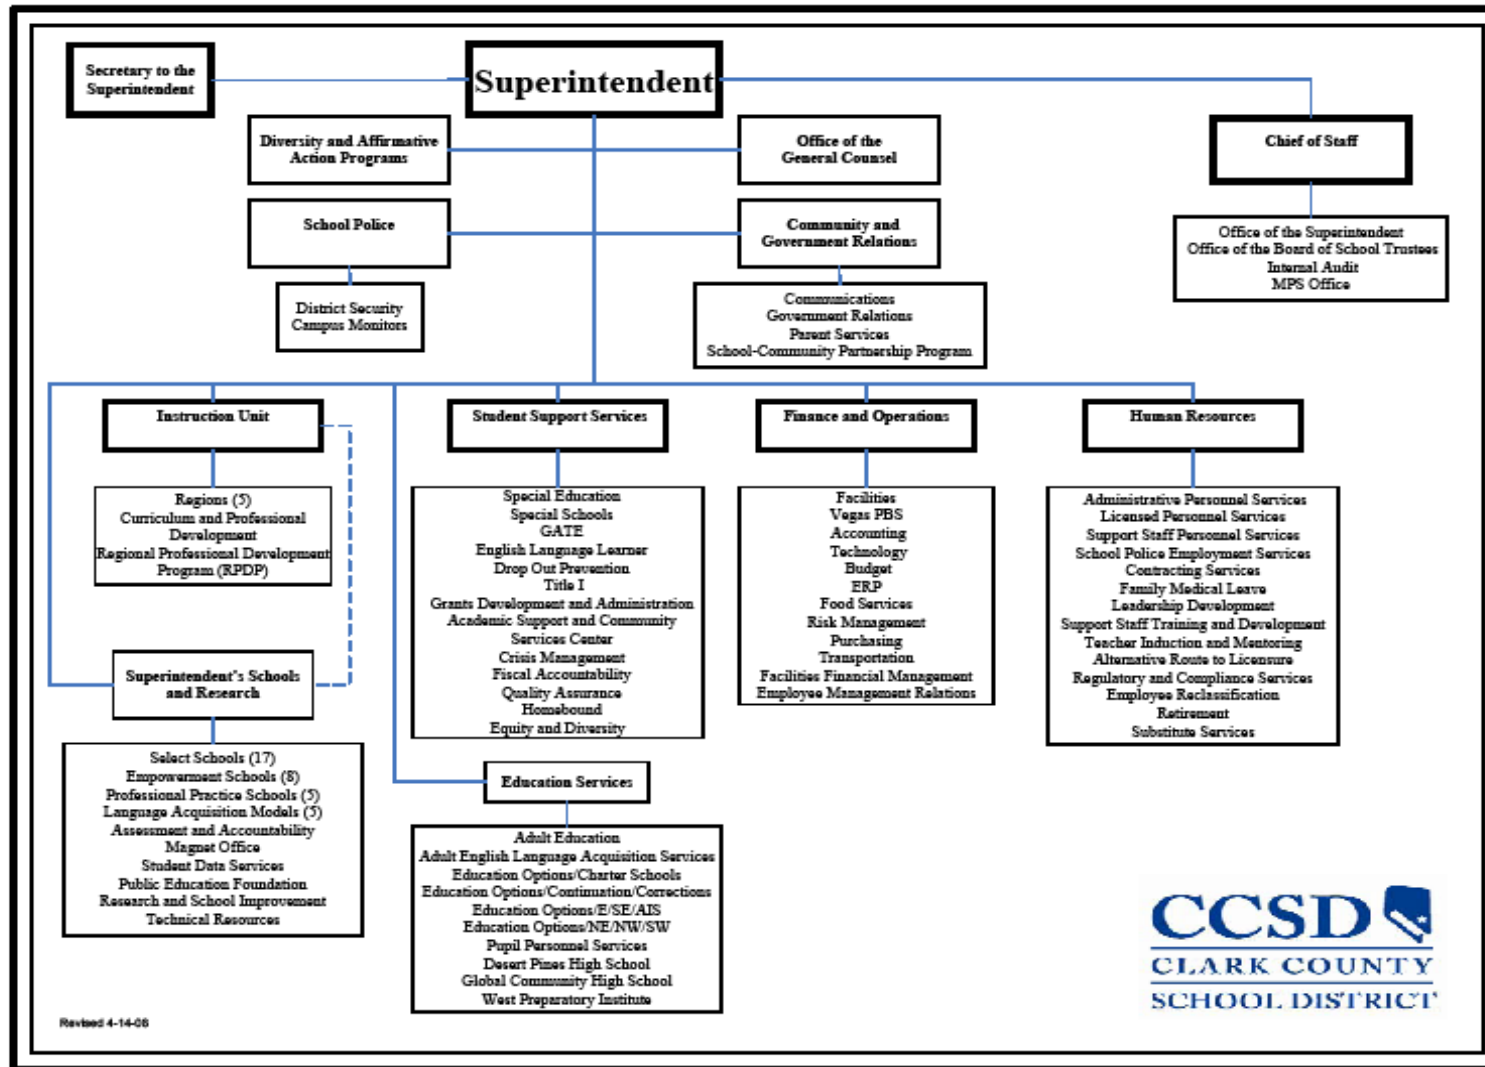 Secretary to the
Superintendent
Superintendent
Diversity and Affirmative
Action Programs
Office of the
General Counsel
Chief of Staff
School Police
Community and
Government Relations
Office of the Superintendent
Office of the Board of School Trustees
Internal Audit
MPS Office
District Security
Campus Monitors
Communications
Government Relations
Parent Services
School-Community Partnership Program
Instruction Unit
Student Support Services
Finance and Operations
Human Resources
Regions (5)
Curriculum and Professional
Development
Regional Professional Development
Program (RPDP)
Special Education
Special Schools
GATE
English Language Learner
Drop Out Prevention
Title I
Grants Development and Administration
Academic Support and Community
Services Center
Crisis Management
Fiscal Accountability
Quality Assurance
Homebound
Equity and Diversity
Facilities
Vegas PBS
Accounting
Technology
Budget
ERP
Food Services
Risk Management
Purchasing
Transportation
Facilities Financial Management
Employee Management Relations
Administrative Personnel Services
Licensed Personnel Services
Support Staff Personnel Services
School Police Employment Services
Contracting Services
Family Medical Leave
Leadership Development
Support Staff Training and Development
Teacher Induction and Mentoring
Alternative Route to Licensure
Regulatory and Compliance Services
Employee Reclassification
Retirement
Substitute Services
Superintendent's Schools
and Research
Select Schools (17)
Empowerment Schools (8)
Professional Practice Schools (5)
Language Acquisition Models (5)
Assessment and Accountability
Magnet Office
Student Data Services
Public Education Foundation
Research and School Improvement
Technical Resources
Education Services
Adult Education
Adult English Language Acquisition Services
Education Options/Charter Schools
Education Options/Continuation/Corrections
Education Options/E/SE/AIS
Education Options/NE/NW/SW
Pupil Personnel Services
Desert Pines High School
Global Community High School
West Preparatory Institute
CCSD
CLARK COUNTY
SCHOOL DISTRICT
Revised 4-14-08